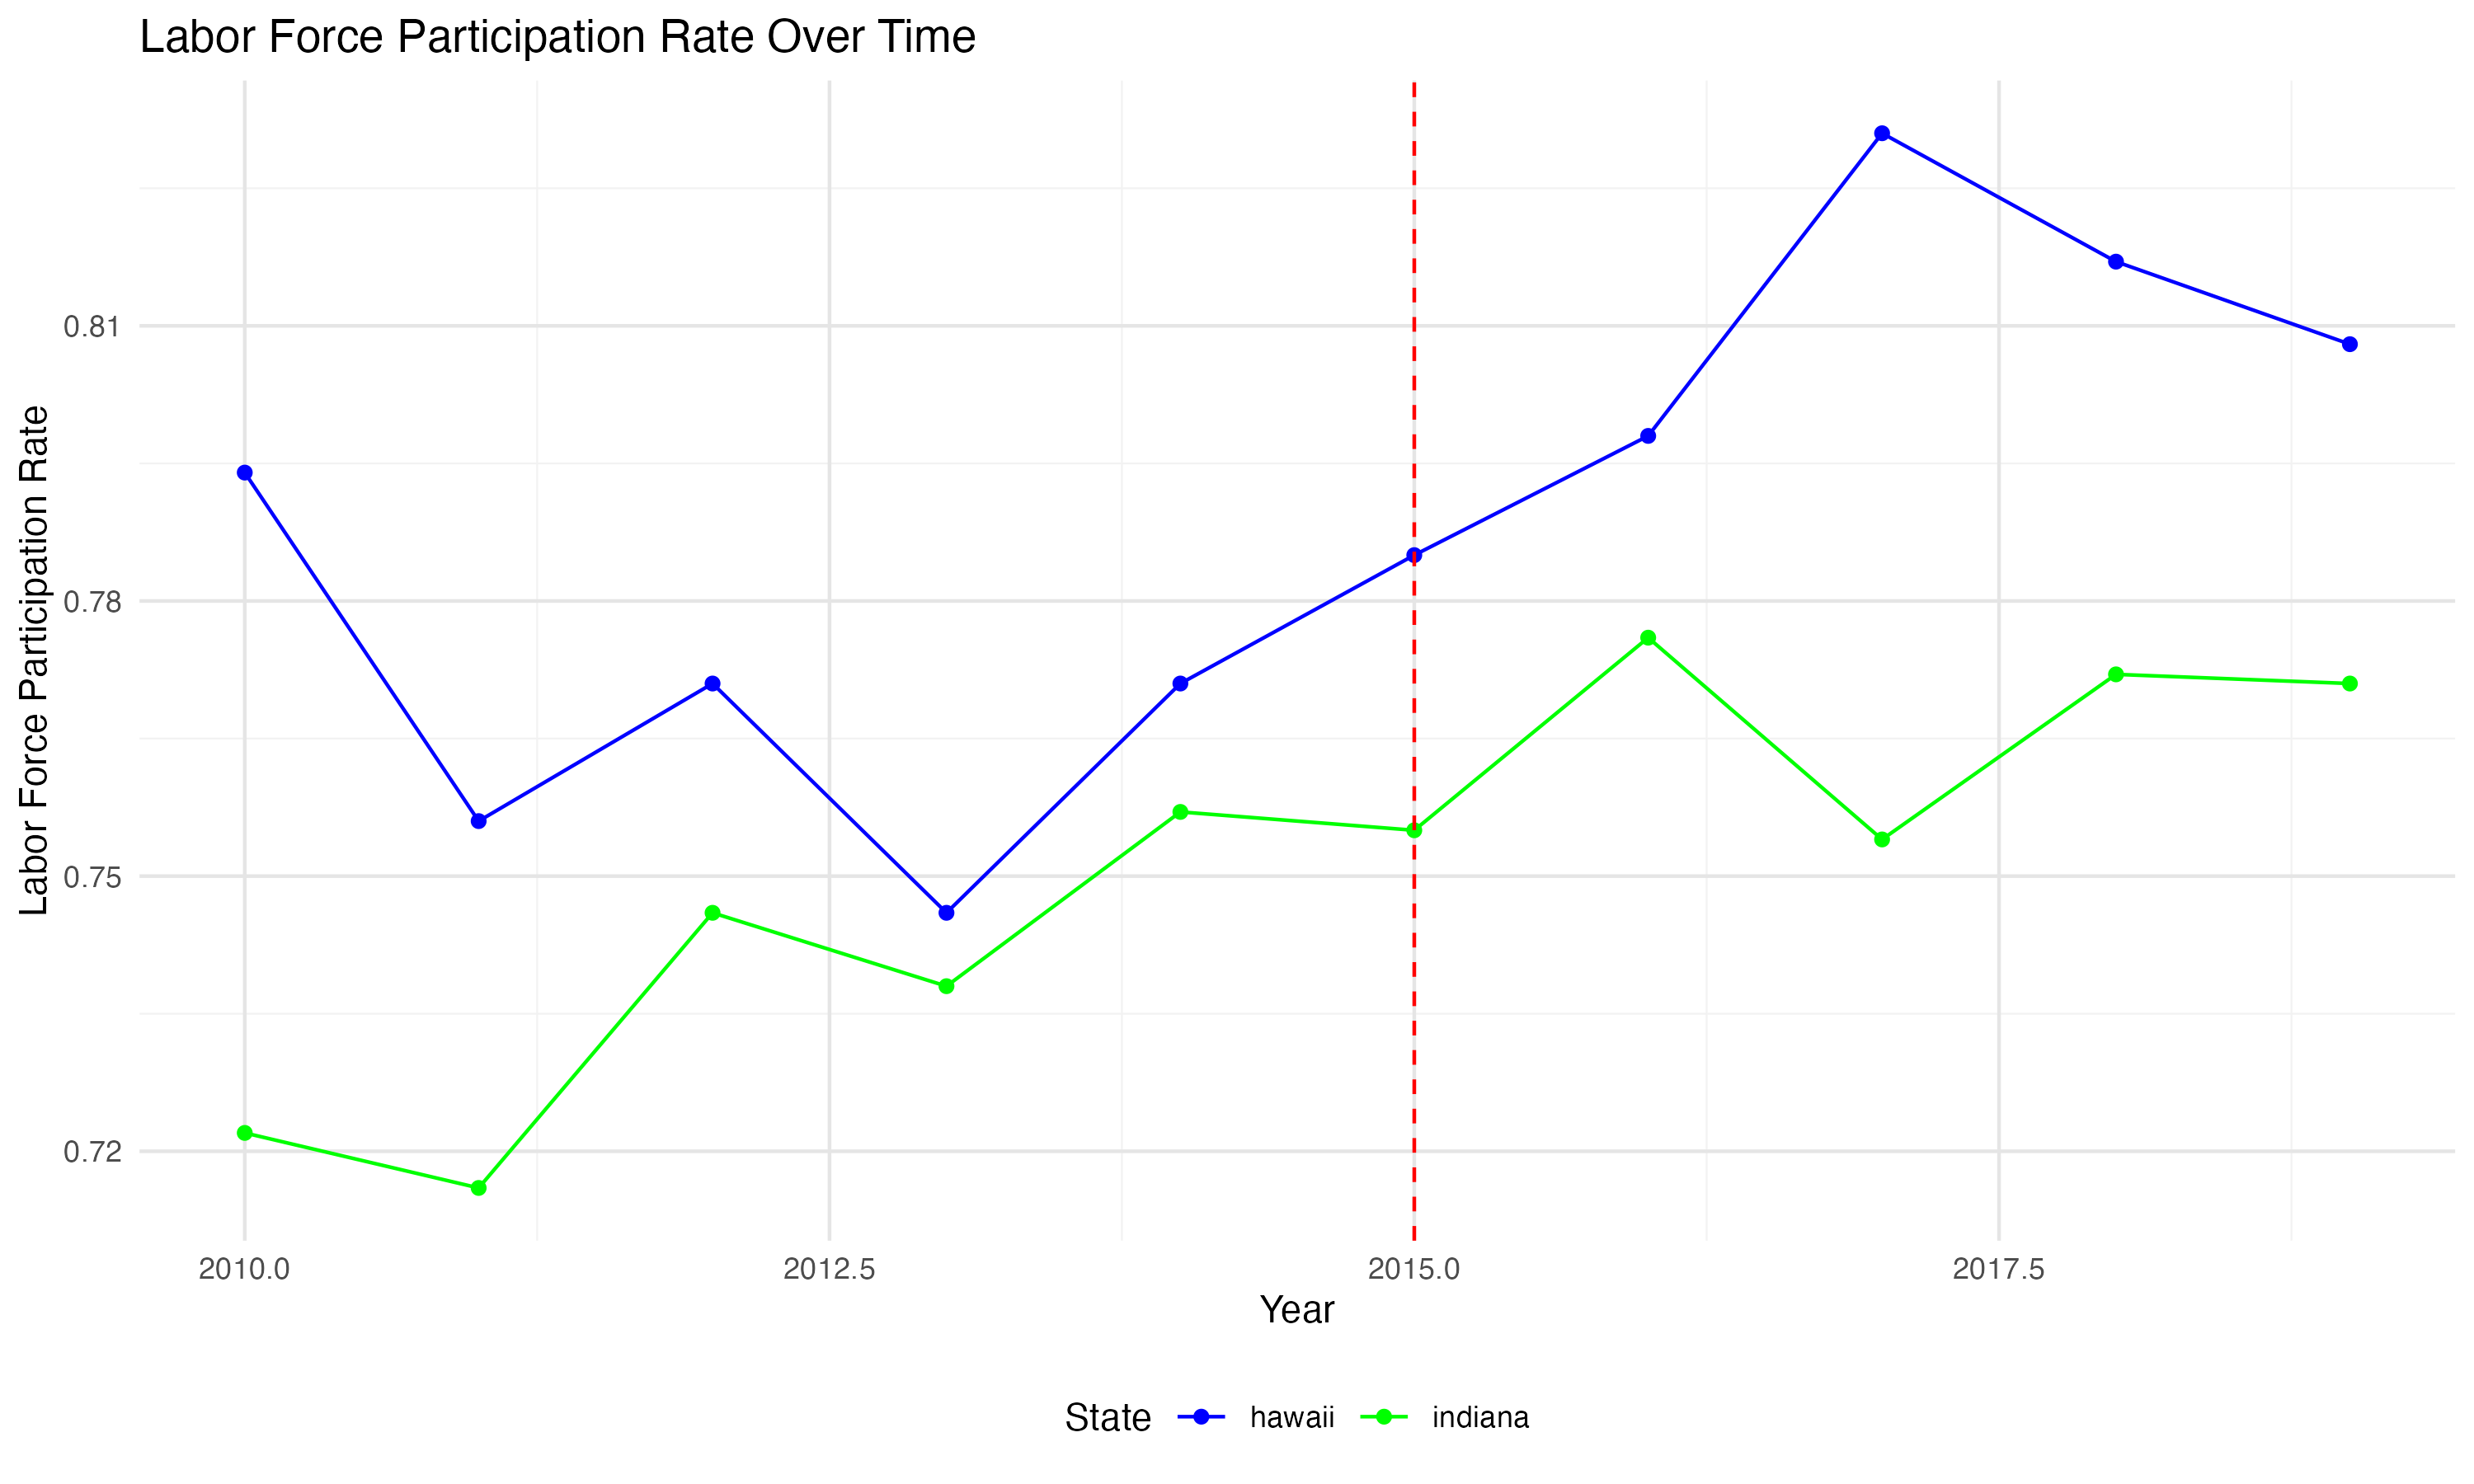 Labor Force Participation Rate Over Time
Labor Force Participation Rate
0.81
0.78
0.75
0.72
2010.0 2012.5 2015.0 2017.5
Year
State hawaii indiana